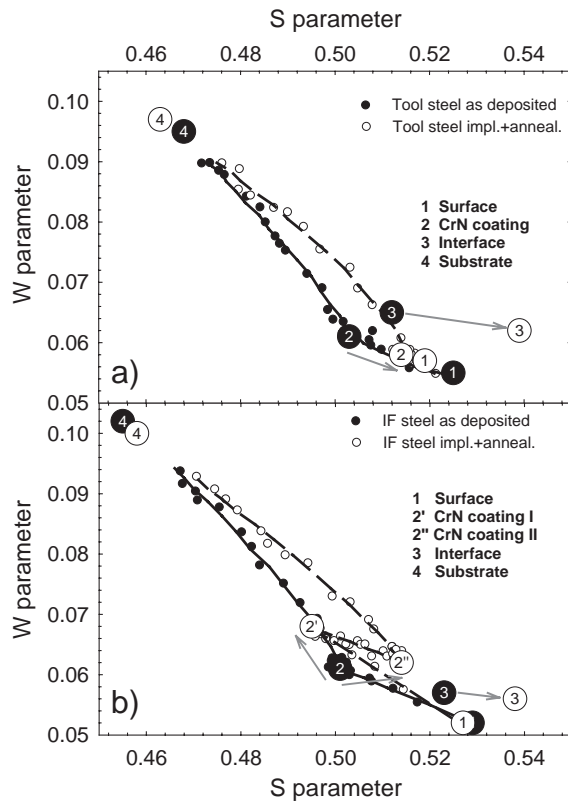 S parameter
0.46 0.48 0.50 0.52 0.54
W parameter
0.10
0.09
0.08
0.07
0.06
0.05
4 4
Tool steel as deposited
Tool steel impl.+anneal.
1 Surface
2 CrN coating
3 Interface
4 Substrate
3
3
2
2 1 1
a)
W parameter
0.10
0.09
0.08
0.07
0.06
0.05
4 4
IF steel as deposited
IF steel impl.+anneal.
1 Surface
2' CrN coating I
2" CrN coating II
3 Interface
4 Substrate
2'
2 2"
3 3
1
b)
0.46 0.48 0.50 0.52 0.54
S parameter